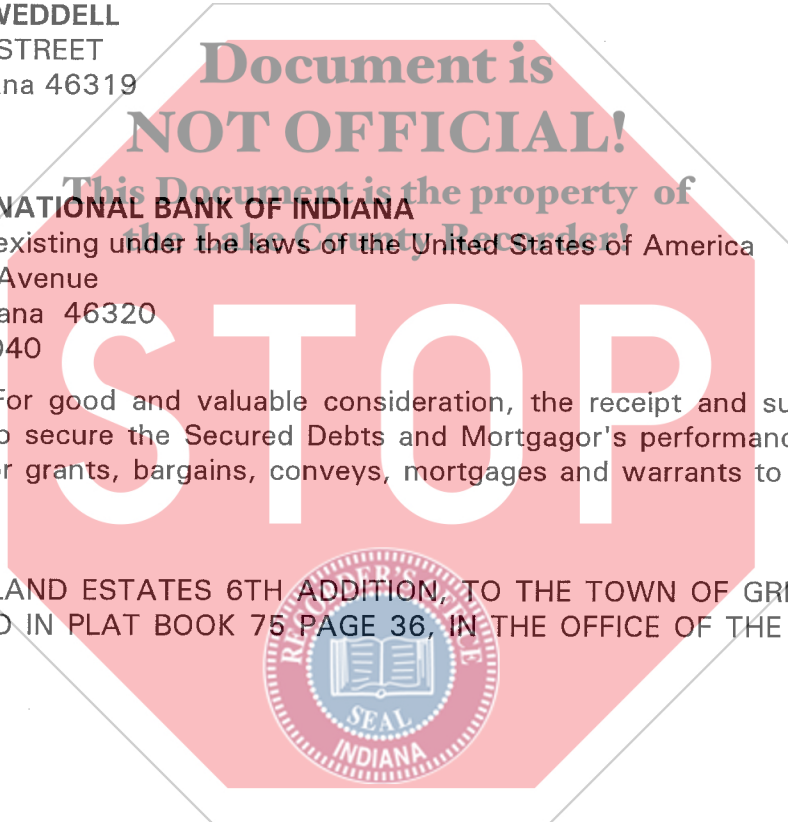 WEDDELL
STREET
na 46319
Document is
NOT OFFICIAL!
This Document is the property of
the Lake County Recorder!
NATIONAL BANK OF INDIANA
existing under the laws of the United States of America
Avenue
ana 46320
040
STOP
For good and valuable consideration, the receipt and su
o secure the Secured Debts and Mortgagor's performanc
or grants, bargains, conveys, mortgages and warrants to
LAND ESTATES 6TH ADDITION, TO THE TOWN OF GRI
D IN PLAT BOOK 75 PAGE 36, IN THE OFFICE OF THE
RECORDER'S OFFICE
SEAL
INDIANA